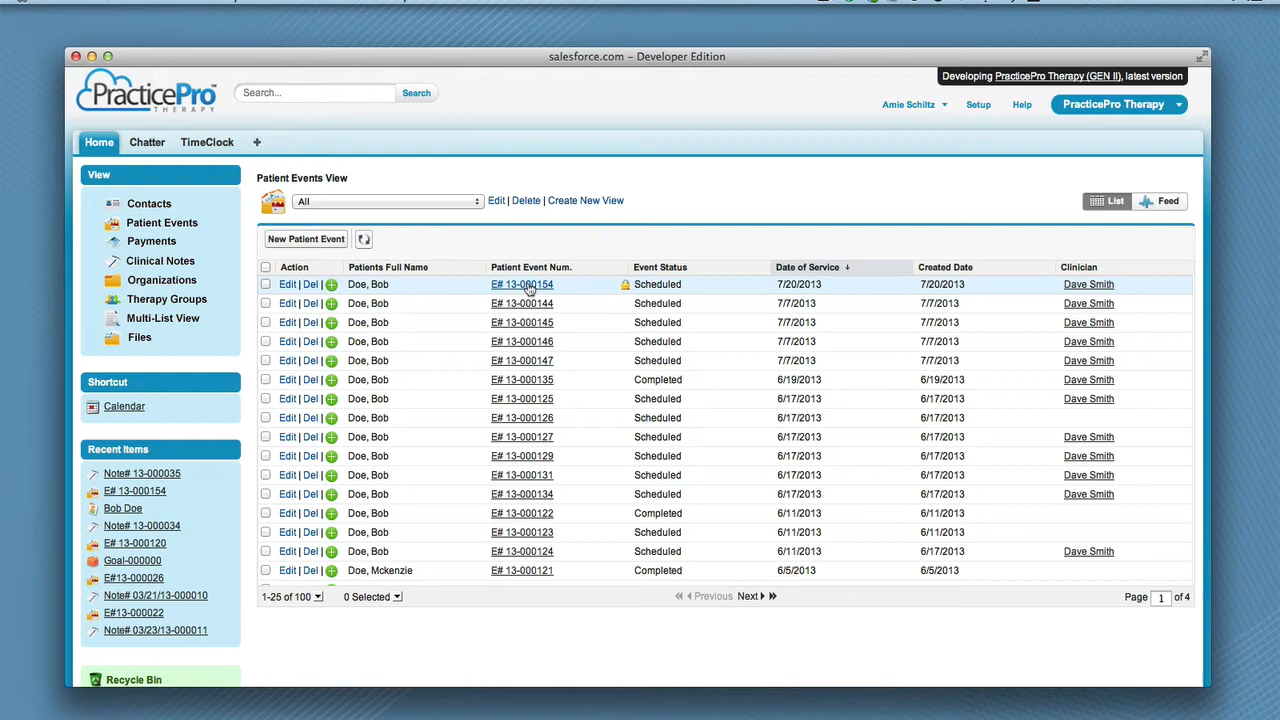 salesforce.com – Developer Edition
Developing PracticePro Therapy (GEN II), latest version
PracticePro
THERAPY
Search...
Search
Amie Schiltz
Setup
Help
PracticePro Therapy
Home
Chatter
TimeClock
+
View
Contacts
Patient Events
Payments
Clinical Notes
Organizations
Therapy Groups
Multi-List View
Files
Shortcut
Calendar
Recent Items
Note# 13-000035
E# 13-000154
Bob Doe
Note# 13-000034
E# 13-000120
Goal-000000
E#13-000026
Note# 03/21/13-000010
E#13-000022
Note# 03/23/13-000011
Recycle Bin
Patient Events View
All
Edit | Delete | Create New View
List
Feed
New Patient Event
Action Patients Full Name Patient Event Num. Event Status Date of Service Created Date Clinician
Edit | Del | Doe, Bob E# 13-000154 Scheduled 7/20/2013 7/20/2013 Dave Smith
Edit | Del | Doe, Bob E# 13-000144 Scheduled 7/7/2013 7/7/2013 Dave Smith
Edit | Del | Doe, Bob E# 13-000145 Scheduled 7/7/2013 7/7/2013 Dave Smith
Edit | Del | Doe, Bob E# 13-000146 Scheduled 7/7/2013 7/7/2013 Dave Smith
Edit | Del | Doe, Bob E# 13-000147 Scheduled 7/7/2013 7/7/2013 Dave Smith
Edit | Del | Doe, Bob E# 13-000135 Completed 6/19/2013 6/19/2013 Dave Smith
Edit | Del | Doe, Bob E# 13-000125 Scheduled 6/17/2013 6/17/2013 Dave Smith
Edit | Del | Doe, Bob E# 13-000126 Scheduled 6/17/2013 6/17/2013
Edit | Del | Doe, Bob E# 13-000127 Scheduled 6/17/2013 6/17/2013 Dave Smith
Edit | Del | Doe, Bob E# 13-000129 Scheduled 6/17/2013 6/17/2013 Dave Smith
Edit | Del | Doe, Bob E# 13-000131 Scheduled 6/17/2013 6/17/2013 Dave Smith
Edit | Del | Doe, Bob E# 13-000134 Scheduled 6/17/2013 6/17/2013 Dave Smith
Edit | Del | Doe, Bob E# 13-000122 Completed 6/11/2013 6/11/2013
Edit | Del | Doe, Bob E# 13-000123 Scheduled 6/11/2013 6/11/2013
Edit | Del | Doe, Bob E# 13-000124 Scheduled 6/11/2013 6/17/2013 Dave Smith
Edit | Del | Doe, Mckenzie E# 13-000121 Completed 6/5/2013 6/5/2013
1-25 of 100
0 Selected
Previous Next
Page 1 of 4